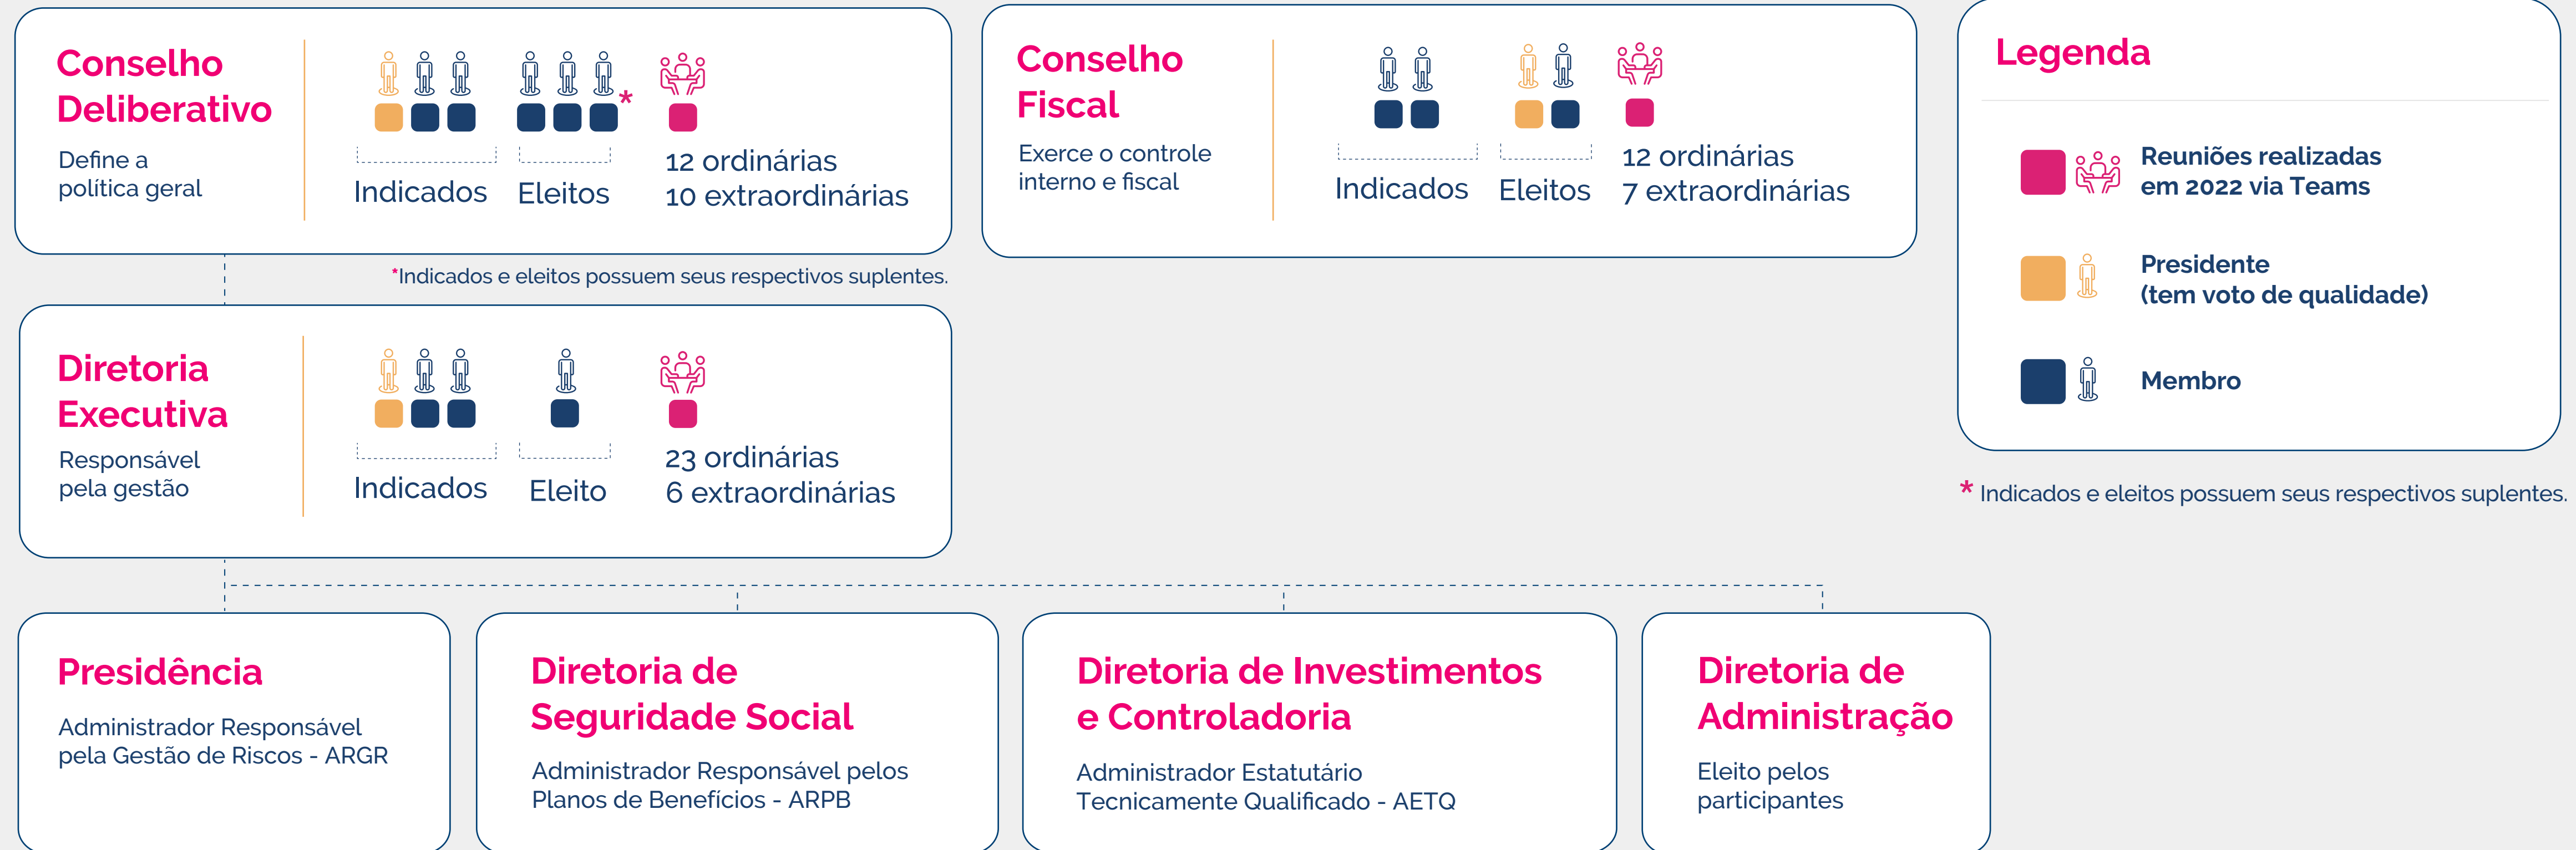 Conselho
Deliberativo
Define a
política geral
Indicados
Eleitos
*
12 ordinárias
10 extraordinárias
*Indicados e eleitos possuem seus respectivos suplentes.
Conselho
Fiscal
Exerce o controle
interno e fiscal
Indicados
Eleitos
12 ordinárias
7 extraordinárias
Legenda
Reuniões realizadas
em 2022 via Teams
Presidente
(tem voto de qualidade)
Membro
* Indicados e eleitos possuem seus respectivos suplentes.
Diretoria
Executiva
Responsável
pela gestão
Indicados
Eleito
23 ordinárias
6 extraordinárias
Presidência
Administrador Responsável
pela Gestão de Riscos - ARGR
Diretoria de
Seguridade Social
Administrador Responsável pelos
Planos de Benefícios - ARPB
Diretoria de Investimentos
e Controladoria
Administrador Estatutário
Tecnicamente Qualificado - AETQ
Diretoria de
Administração
Eleito pelos
participantes